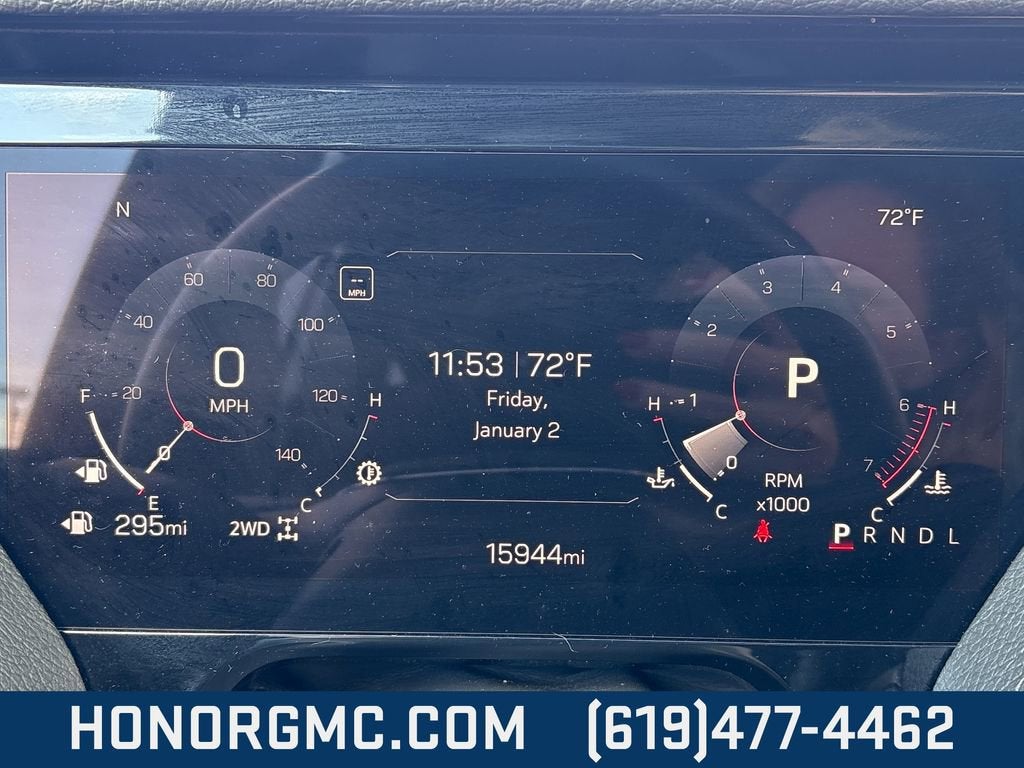 N
72°F
60
80
--
MPH
3
4
40
100
2
5
0
MPH
11:53 | 72°F
P
F
20
120
H
Friday,
H
1
6
H
January 2
0
140
0
7
E
C
RPM
x1000
C
C
295mi
2WD
P R N D L
15944mi
HONORGMC.COM (619)477-4462